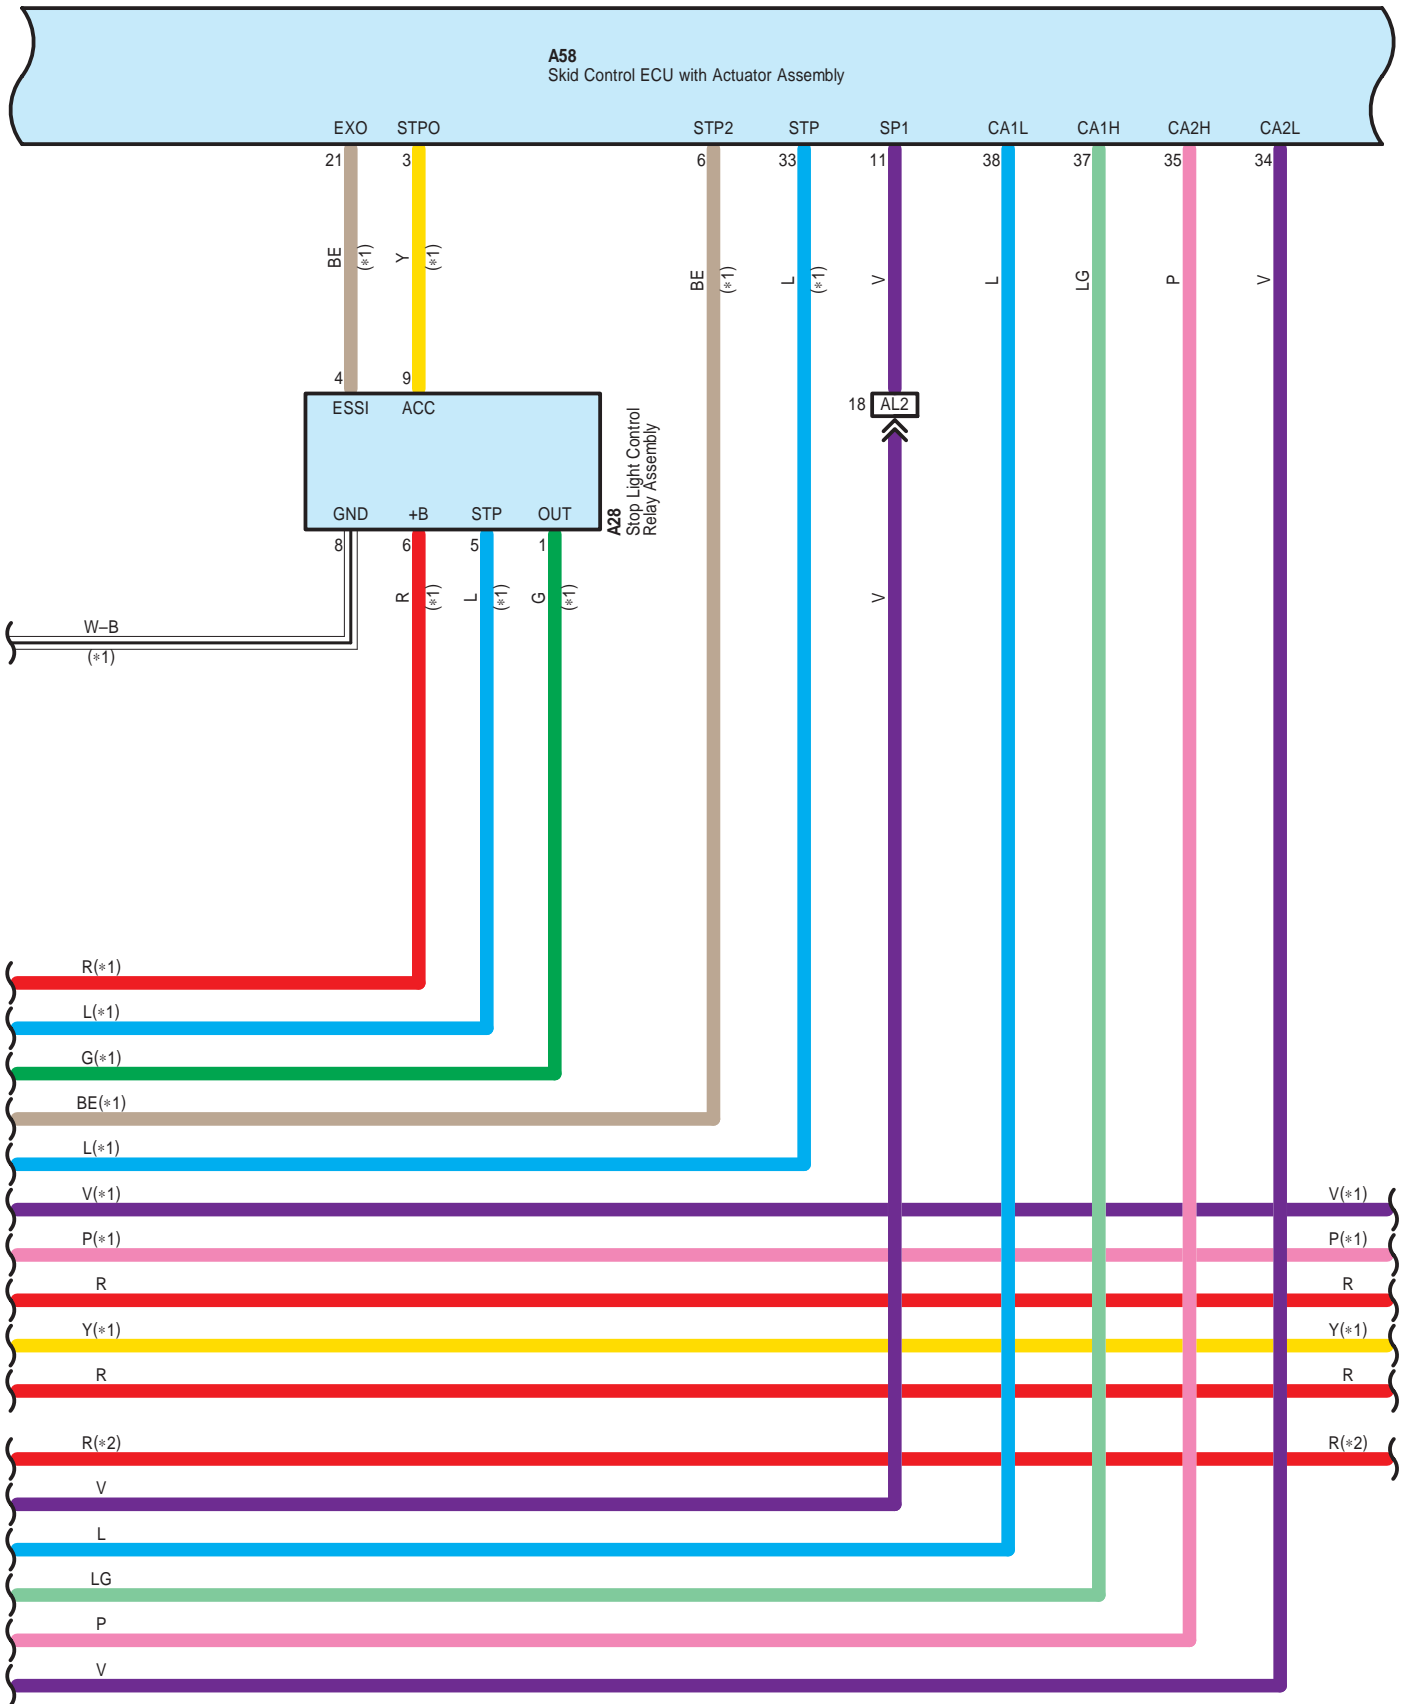 A58
Skid Control ECU with Actuator Assembly
EXO STPO STP2 STP SP1 CA1L CA1H CA2H CA2L
21 3 6 33 11 38 37 35 34
BE (*1) Y (*1) BE (*1) L (*1) V L LG P V
4 9
ESSI ACC
18 AL2
A28
Stop Light Control
Relay Assembly
GND +B STP OUT
8 6 5 1
R (*1) L (*1) G (*1) V
W–B
(*1)
R(*1)
L(*1)
G(*1)
BE(*1)
L(*1)
V(*1) V(*1)
P(*1) P(*1)
R R
Y(*1) Y(*1)
R R
R(*2) R(*2)
V
L
LG
P
V